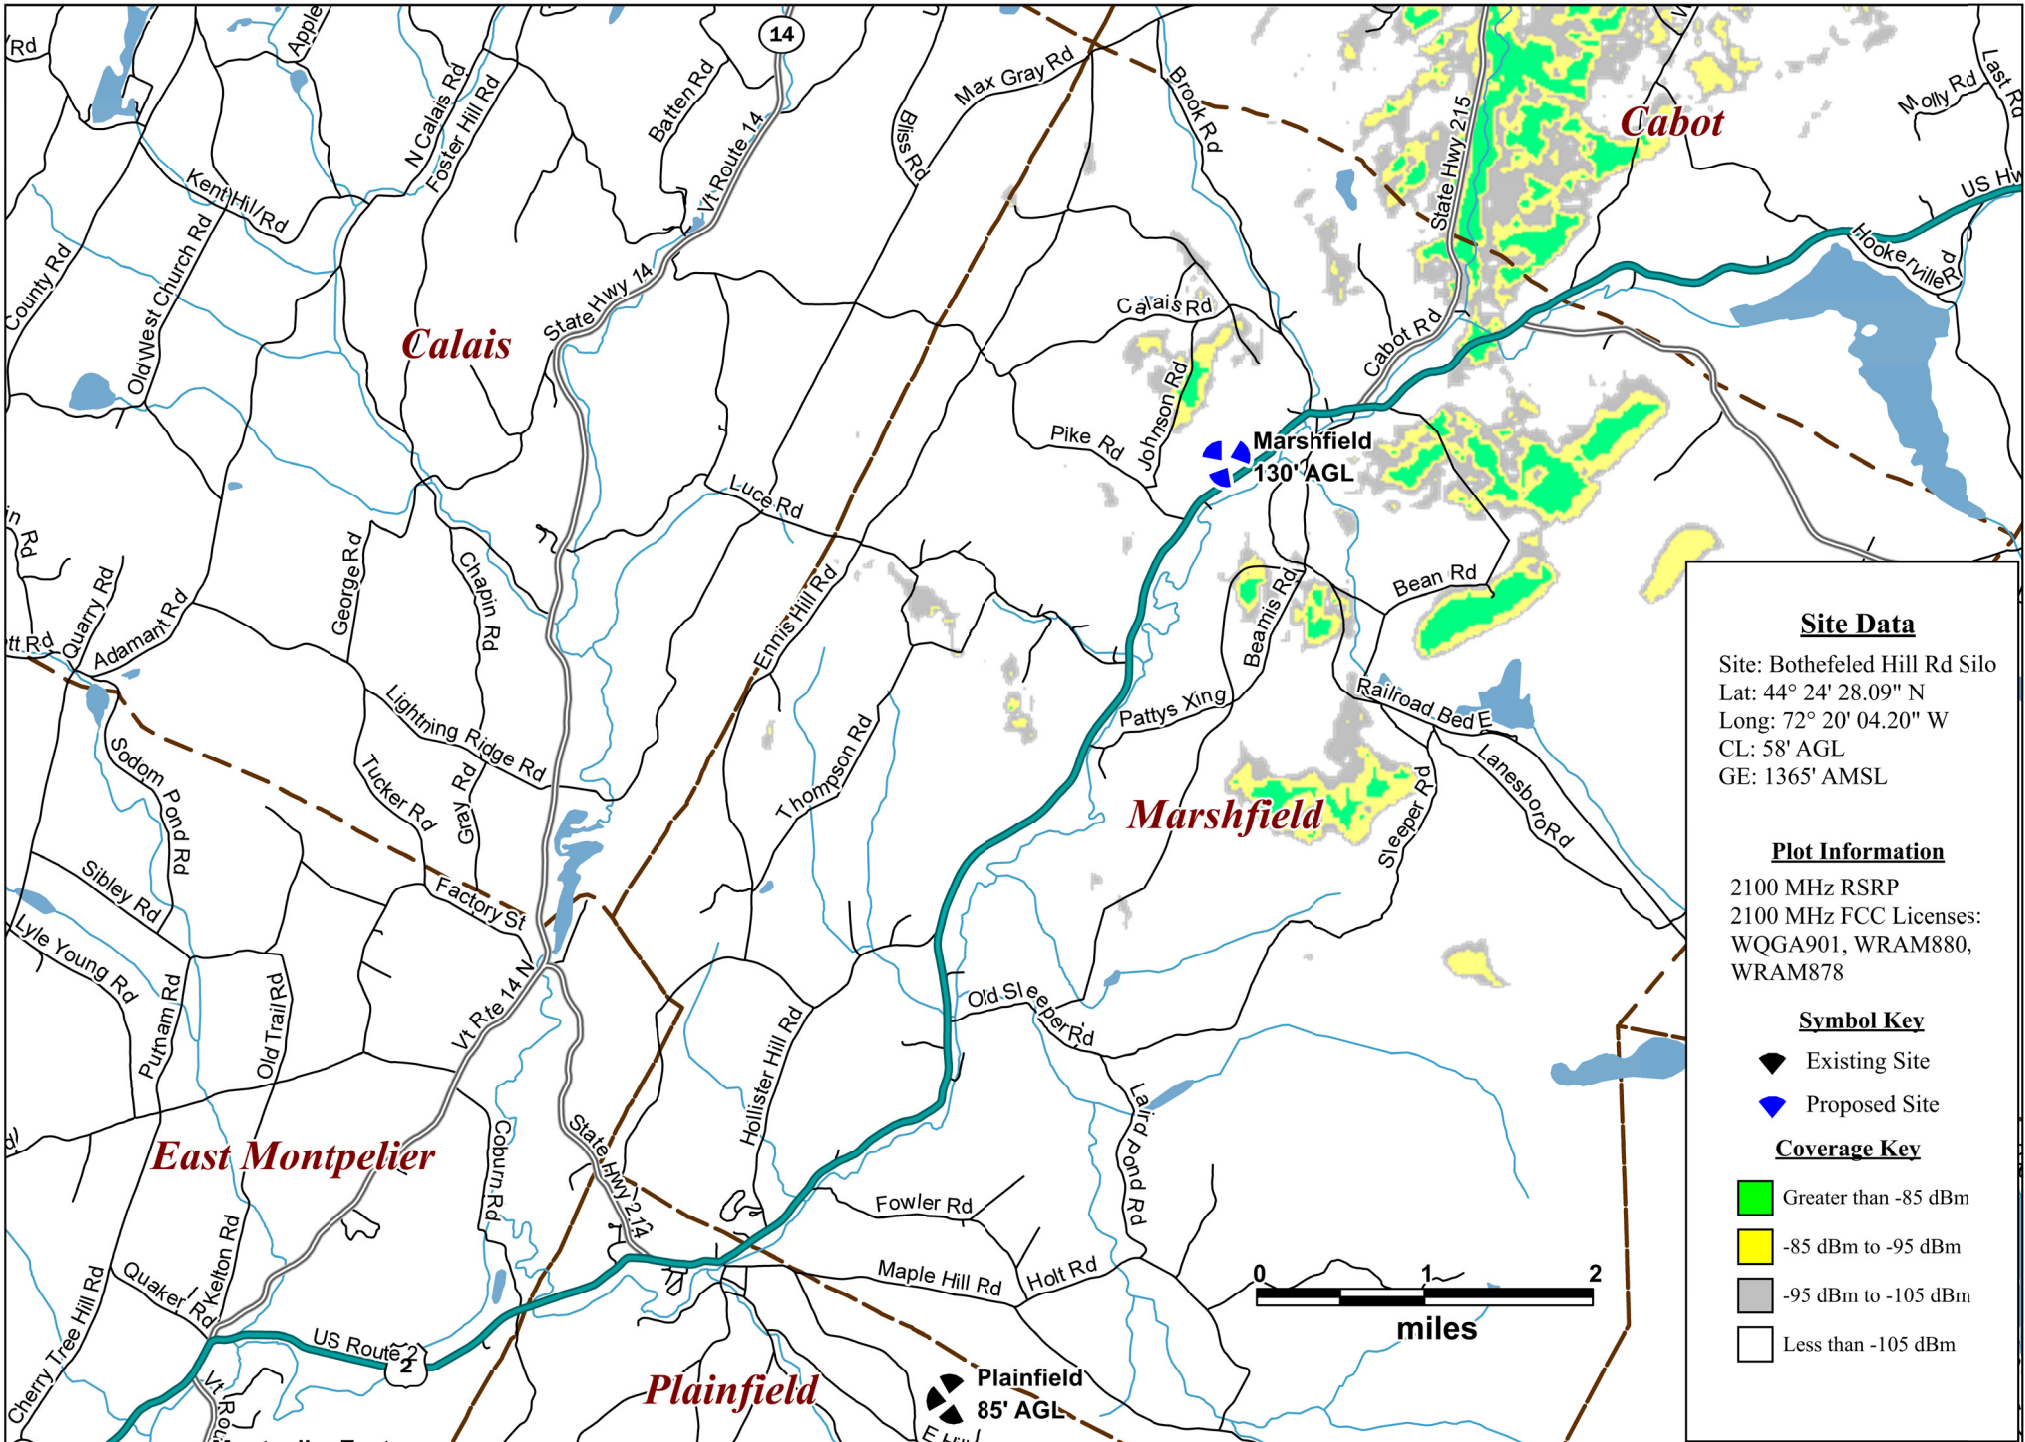 Rd
Apple
14
N Calais Rd
Foster Hill Rd
Batten Rd
Vt Route 14
Bliss Rd
Max Gray Rd
Brook Rd
State Hwy 215
Cabot
Molly Rd
Last Rd
US Hw
Hookerville Rd
Kent Hill Rd
County Rd
Old West Church Rd
Calais
State Hwy 14
Calais Rd
Cabot Rd
Johnson Rd
Pike Rd
Marshfield
130' AGL
Luce Rd
in Rd
George Rd
Chapin Rd
Quarry Rd
Adamant Rd
tt Rd
Ennis Hill Rd
Beamis Rd
Bean Rd
Lightning Ridge Rd
Pattys Xing
Railroad Bed E
Sodom Pond Rd
Tucker Rd
Gray Rd
Thompson Rd
Marshfield
Sleeper Rd
Lanesboro Rd
Sibley Rd
Factory St
Lyle Young Rd
Putnam Rd
Old Trail Rd
Vt Rte 14 N
Old Sleeper Rd
Hollister Hill Rd
Laird Pond Rd
East Montpelier
Coburn Rd
State Hwy 214
Fowler Rd
Maple Hill Rd
Holt Rd
Cherry Tree Hill Rd
Quaker Rd
Kelton Rd
US Route 2
2
Vt Rou
Plainfield
Plainfield
85' AGL
E Hill
0 1 2
miles
Site Data
Site: Bothefeled Hill Rd Silo
Lat: 44° 24' 28.09" N
Long: 72° 20' 04.20" W
CL: 58' AGL
GE: 1365' AMSL
Plot Information
2100 MHz RSRP
2100 MHz FCC Licenses:
WQGA901, WRAM880,
WRAM878
Symbol Key
Existing Site
Proposed Site
Coverage Key
Greater than -85 dBm
-85 dBm to -95 dBm
-95 dBm to -105 dBm
Less than -105 dBm